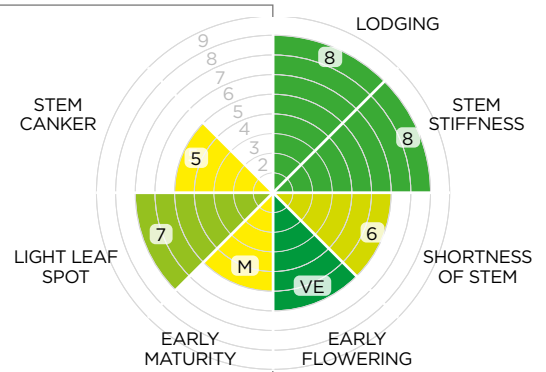 LODGING
9
8
7
6
5
4
3
2
8
STEM
CANKER
STEM
STIFFNESS
8
5
7
6
LIGHT LEAF
SPOT
SHORTNESS
OF STEM
M
VE
EARLY
MATURITY
EARLY
FLOWERING